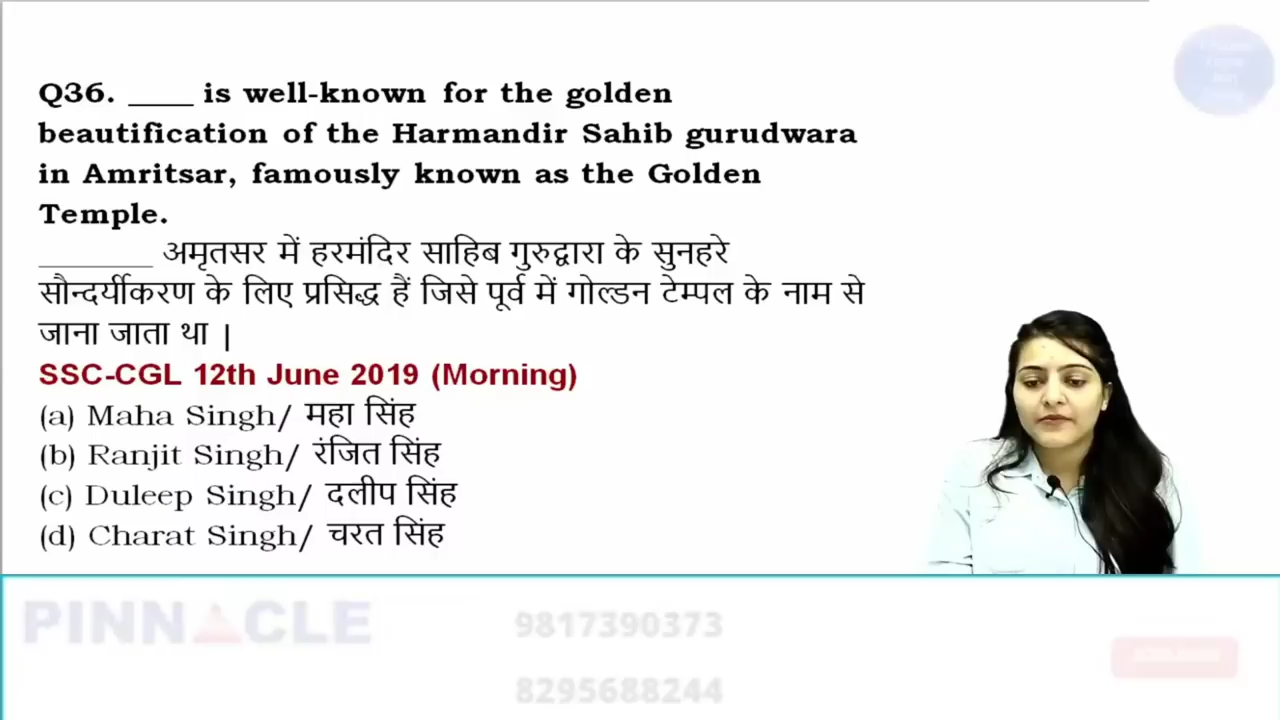 Q36. ____ is well-known for the golden
beautification of the Harmandir Sahib gurudwara
in Amritsar, famously known as the Golden
Temple.
_______ अमृतसर में हरमंदिर साहिब गुरुद्वारा के सुनहरे
सौन्दर्यीकरण के लिए प्रसिद्ध हैं जिसे पूर्व में गोल्डन टेम्पल के नाम से
जाना जाता था |
SSC-CGL 12th June 2019 (Morning)
(a) Maha Singh/ महा सिंह
(b) Ranjit Singh/ रंजित सिंह
(c) Duleep Singh/ दलीप सिंह
(d) Charat Singh/ चरत सिंह
PINNACLE
9817390373
8295688244